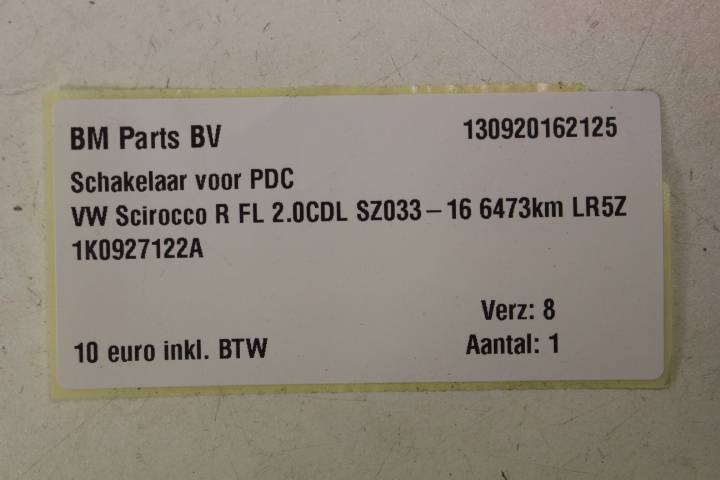 BM Parts BV 130920162125
Schakelaar voor PDC
VW Scirocco R FL 2.0CDL SZ033-16 6473km LR5Z
1K0927122A
Verz: 8
10 euro inkl. BTW Aantal: 1